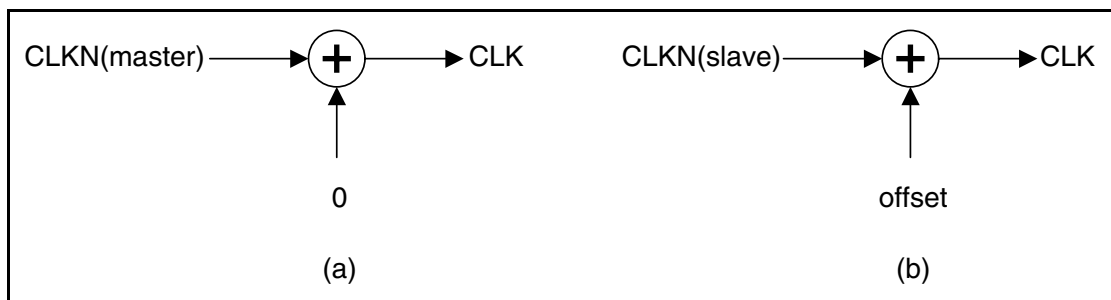 CLKN(master) + CLK
0
(a)
CLKN(slave) + CLK
offset
(b)